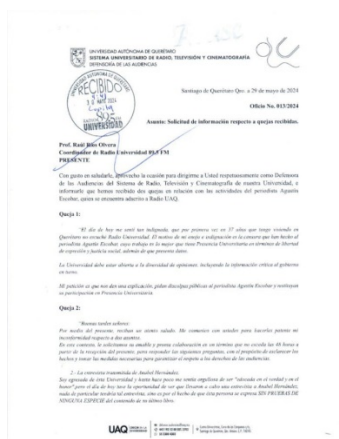 UNIVERSIDAD AUTÓNOMA DE QUERÉTARO
SISTEMA UNIVERSITARIO DE RADIO, TELEVISIÓN Y CINEMATOGRAFÍA
DEFENSORÍA DE LAS AUDIENCIAS
RECIBIDO
UNIVERSIDAD
Santiago de Querétaro Qro. a 29 de mayo de 2024
Oficio No. 013/2024
Asunto: Solicitud de información respecto a quejas recibidas.
Prof. Raúl Olvera
Coordinador de Radio Universidad 89.5 FM
PRESENTE
Con gusto en saludarle, aprovecho la ocasión para dirigirme a Usted respetuosamente como Defensora
de las Audiencias del Sistema de Radio, Televisión y Cinematografía de nuestra Universidad, e
informarle que hemos recibido dos quejas en relación con las actividades del periodista Agustín
Escobar, quien se encuentra adscrito a Radio UAQ.
Queja 1:
"El día de hoy me sentí tan indignada, que por primera vez en 37 años que tengo viviendo en
Querétaro no escuché Radio Universidad. El motivo de mi enojo e indignación es la censura que han hecho al
periodista Agustín Escobar, cuyo trabajo es lo mejor que tiene Presencia Universitaria en términos de libertad
de expresión y justicia social, además de que presenta datos.
La Universidad debe estar abierta a la diversidad de opiniones, incluyendo la información crítica al gobierno
en turno.
Mi petición es que nos den una explicación, pidan disculpas públicas al periodista Agustín Escobar y restituyan
su participación en Presencia Universitaria.
Queja 2:
"Buenas tardes señores:
Por medio del presente, reciban un atento saludo. Me comunico con ustedes para hacerles patente mi
inconformidad respecto a dos asuntos.
En este contexto, le solicitamos su amable y pronta colaboración en un término que no exceda las 48 horas a
partir de la recepción del presente, para responder las siguientes preguntas, con el propósito de esclarecer los
hechos y tomar las medidas necesarias para garantizar el respeto a los derechos de las audiencias.
2.- La entrevista transmitida de Anabel Hernández.
Soy egresada de esta Universidad y hasta hace poco me sentía orgullosa de ser "educada en la verdad y en el
honor" pero el día de hoy tuve la oportunidad de ver que llevaron a cabo una entrevista a Anabel Hernández,
nada de particular tendría tal entrevista, sino es por el hecho de que ésta persona se expresa SIN PRUEBAS DE
NINGUNA ESPECIE del contenido de su último libro.
UAQ